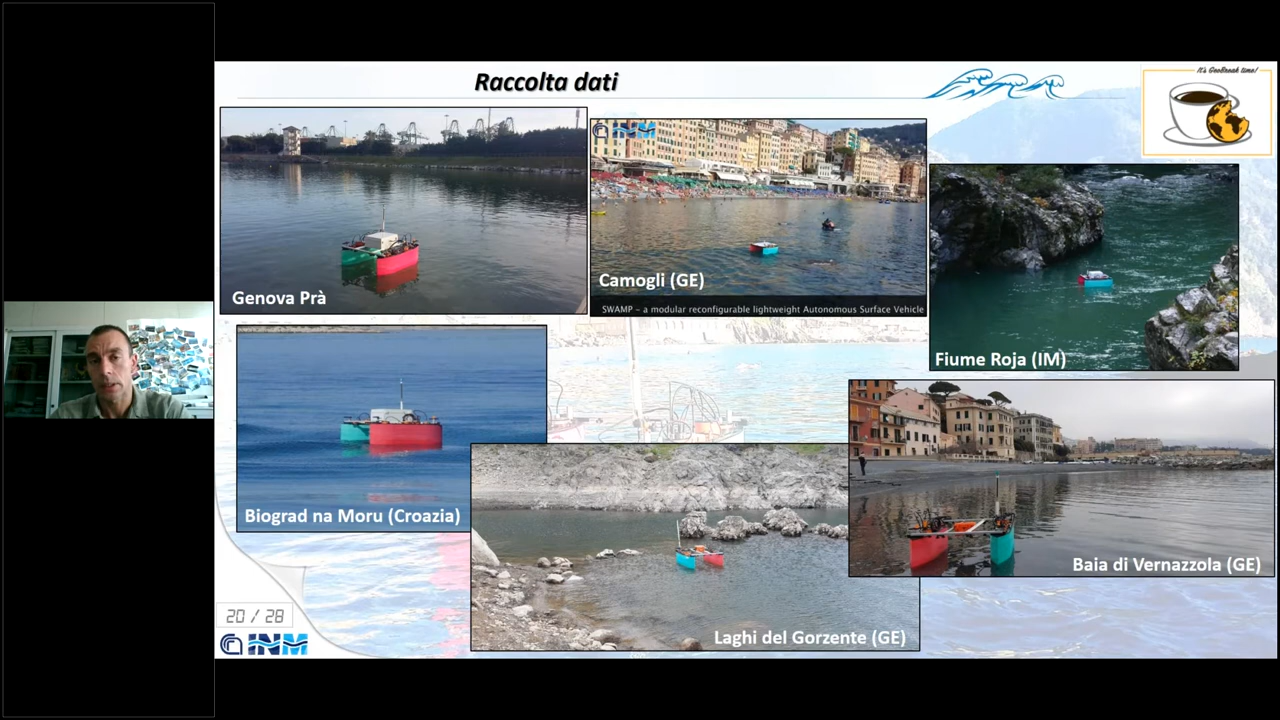 Raccolta dati
It's GeoBreak time!
INM
Genova Prà
Camogli (GE)
SWAMP – a modular reconfigurable lightweight Autonomous Surface Vehicle
Fiume Roja (IM)
Biograd na Moru (Croazia)
Baia di Vernazzola (GE)
Laghi del Gorzente (GE)
20 / 28
INM